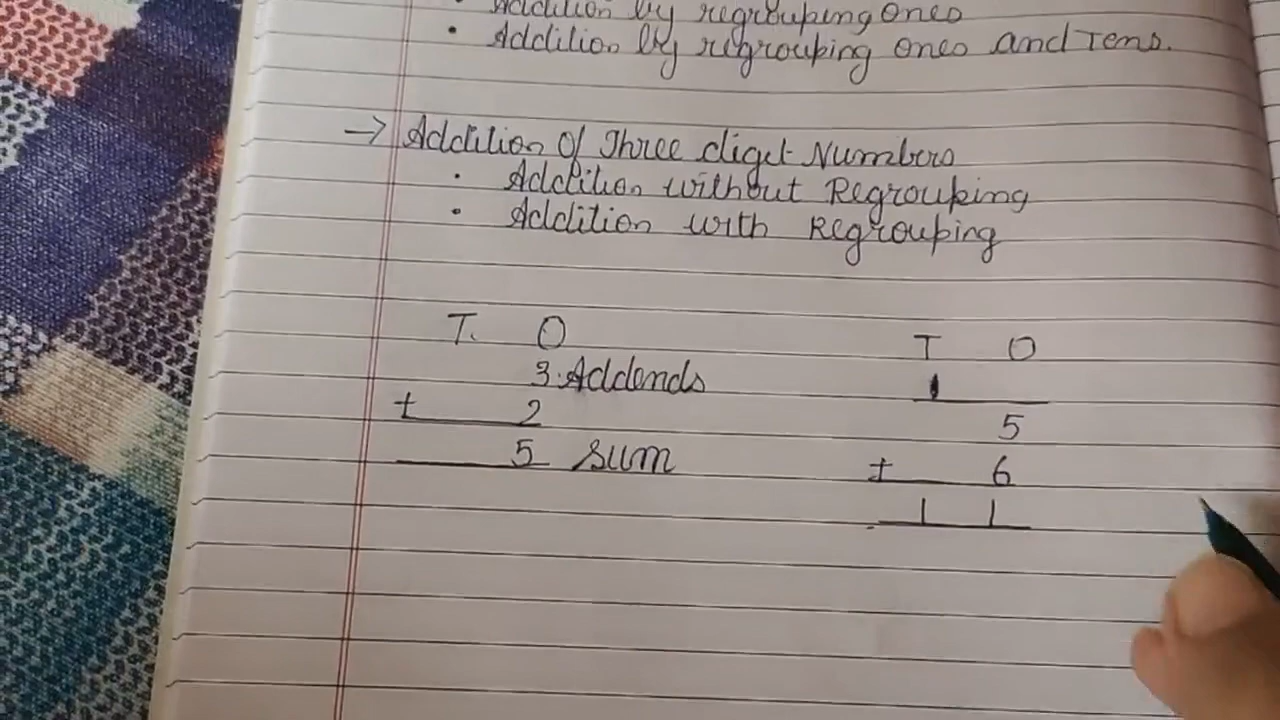 • Addition by regrouping ones
• Addition by regrouping ones and Tens.
→ Addition Of Three digit Numbers
• Addition without Regrouping
• Addition with Regrouping
T. O
3 Addends
+ 2
5 Sum
T O
1
5
+ 6
1 1